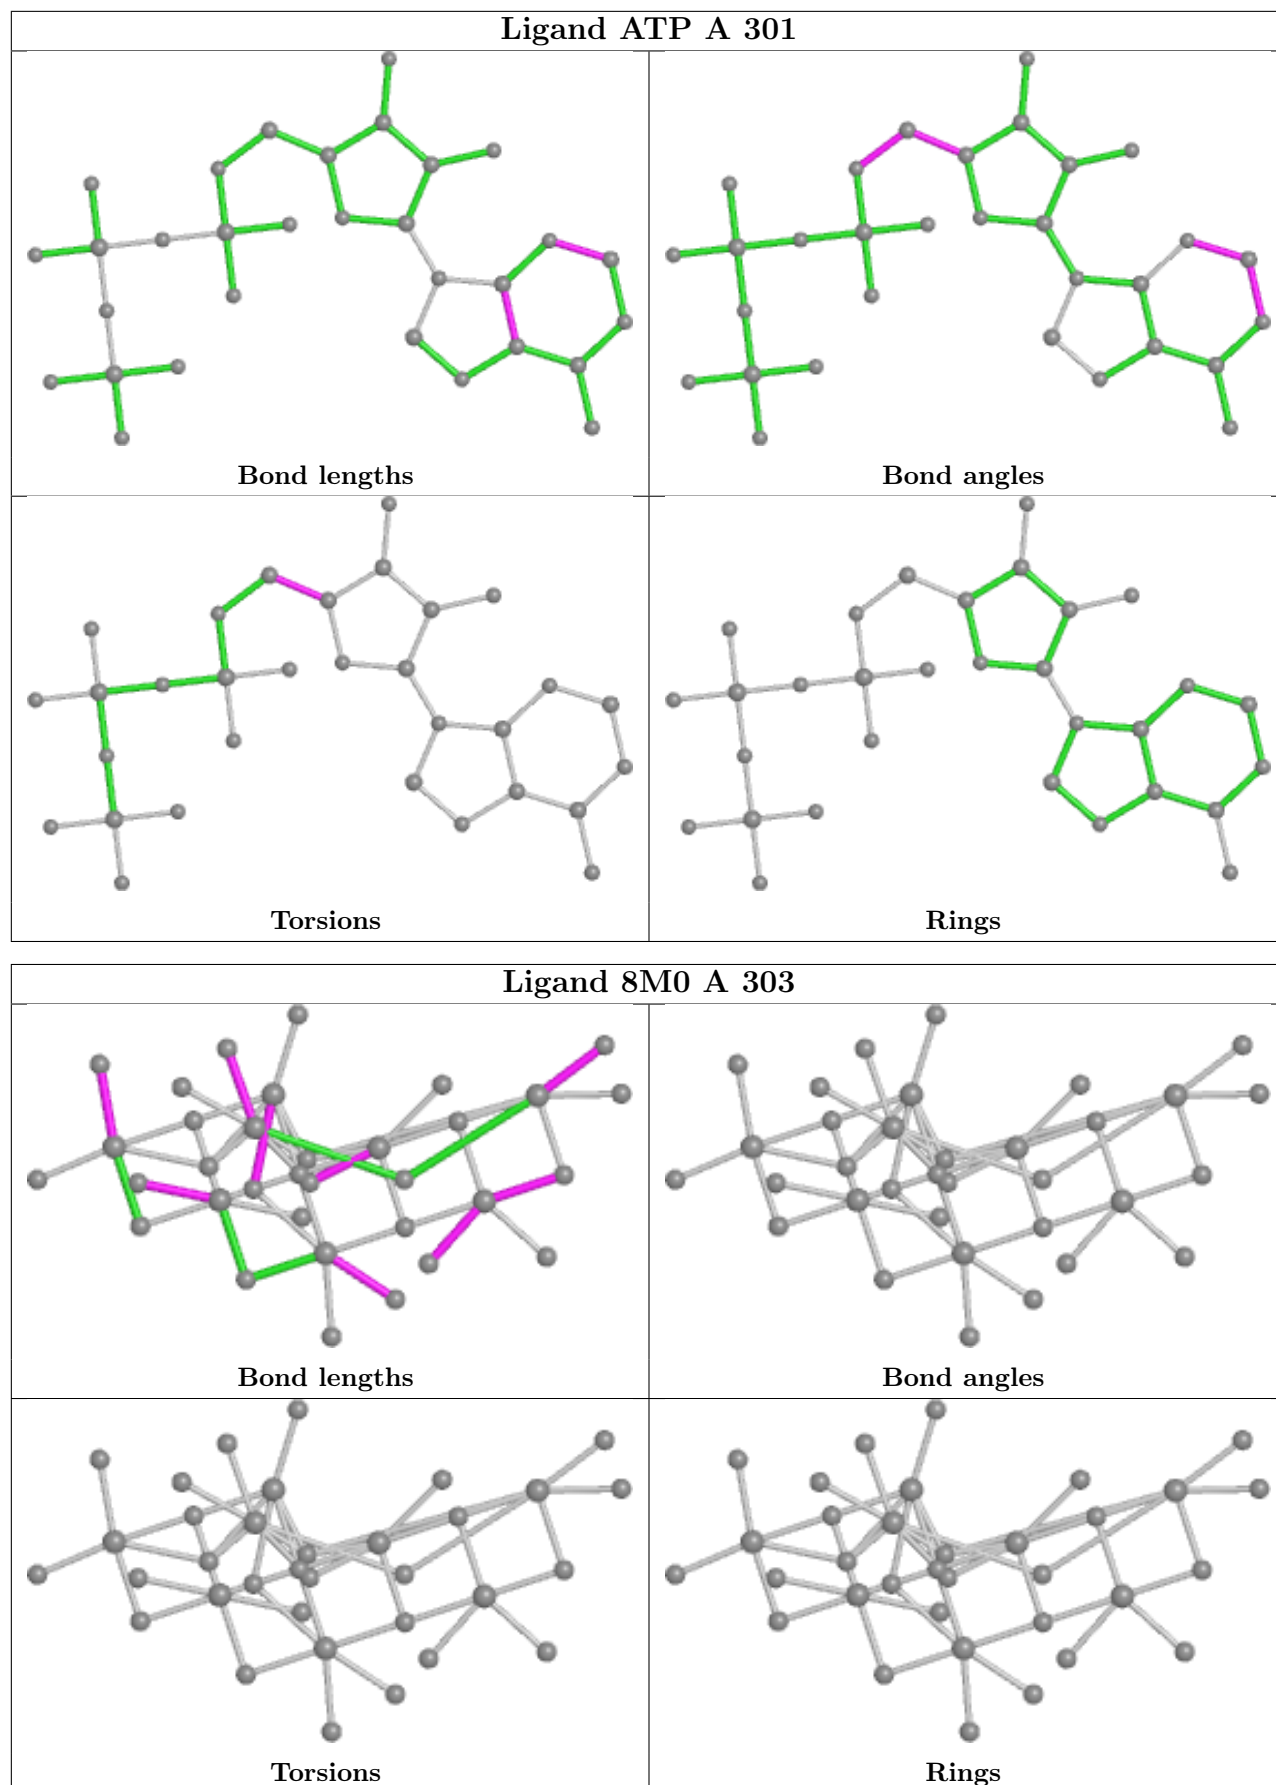 Ligand ATP A 301
Bond lengths
Bond angles
Torsions
Rings
Ligand 8M0 A 303
Bond lengths
Bond angles
Torsions
Rings